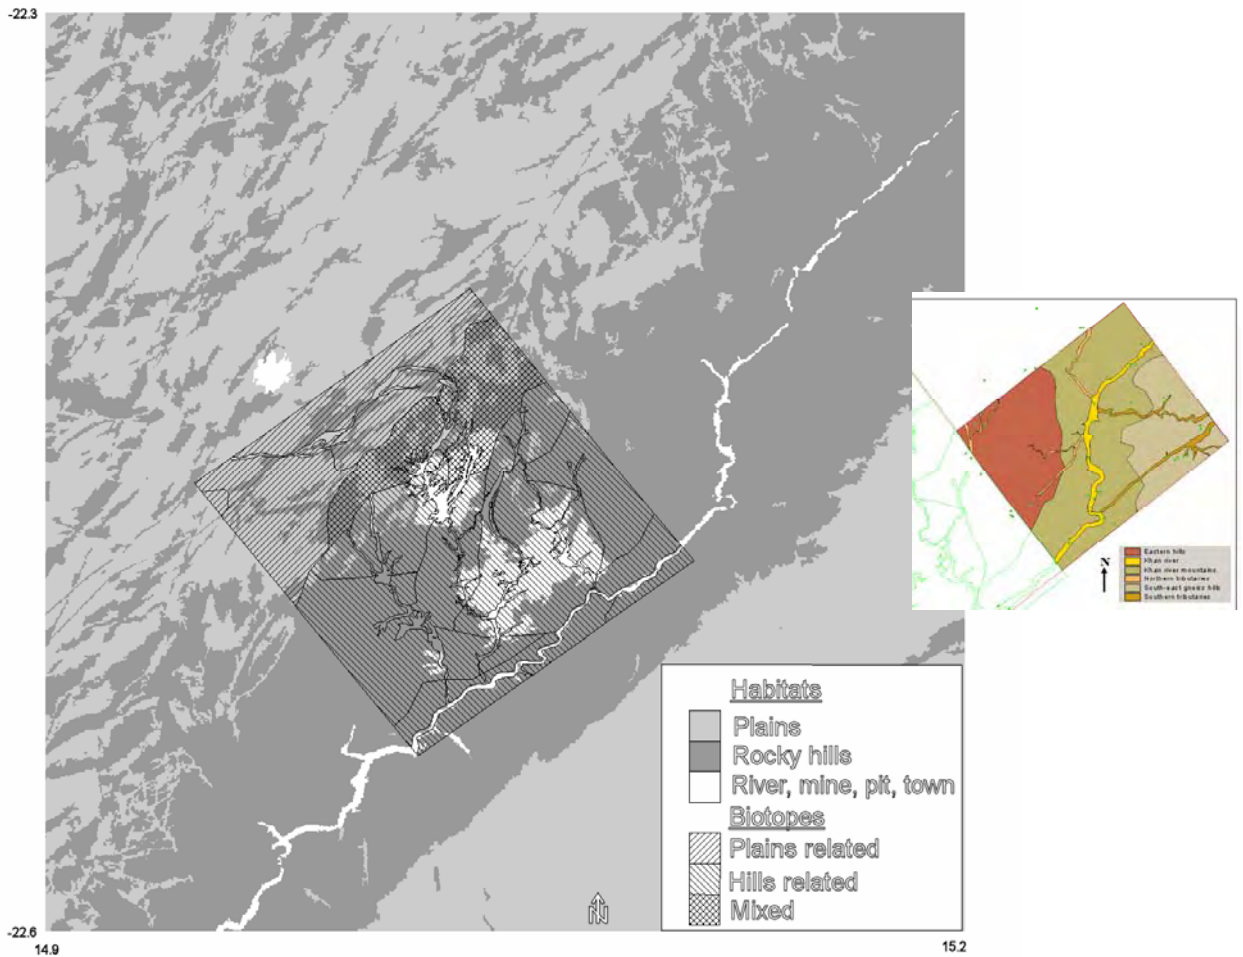 -22.3
Eastern hills
Khan river
Khan river mountains
Northern tributaries
South-east gneiss hills
Southern tributaries
N
Habitats
Plains
Rocky hills
River, mine, pit, town
Biotopes
Plains related
Hills related
Mixed
N
-22.6
14.9
15.2